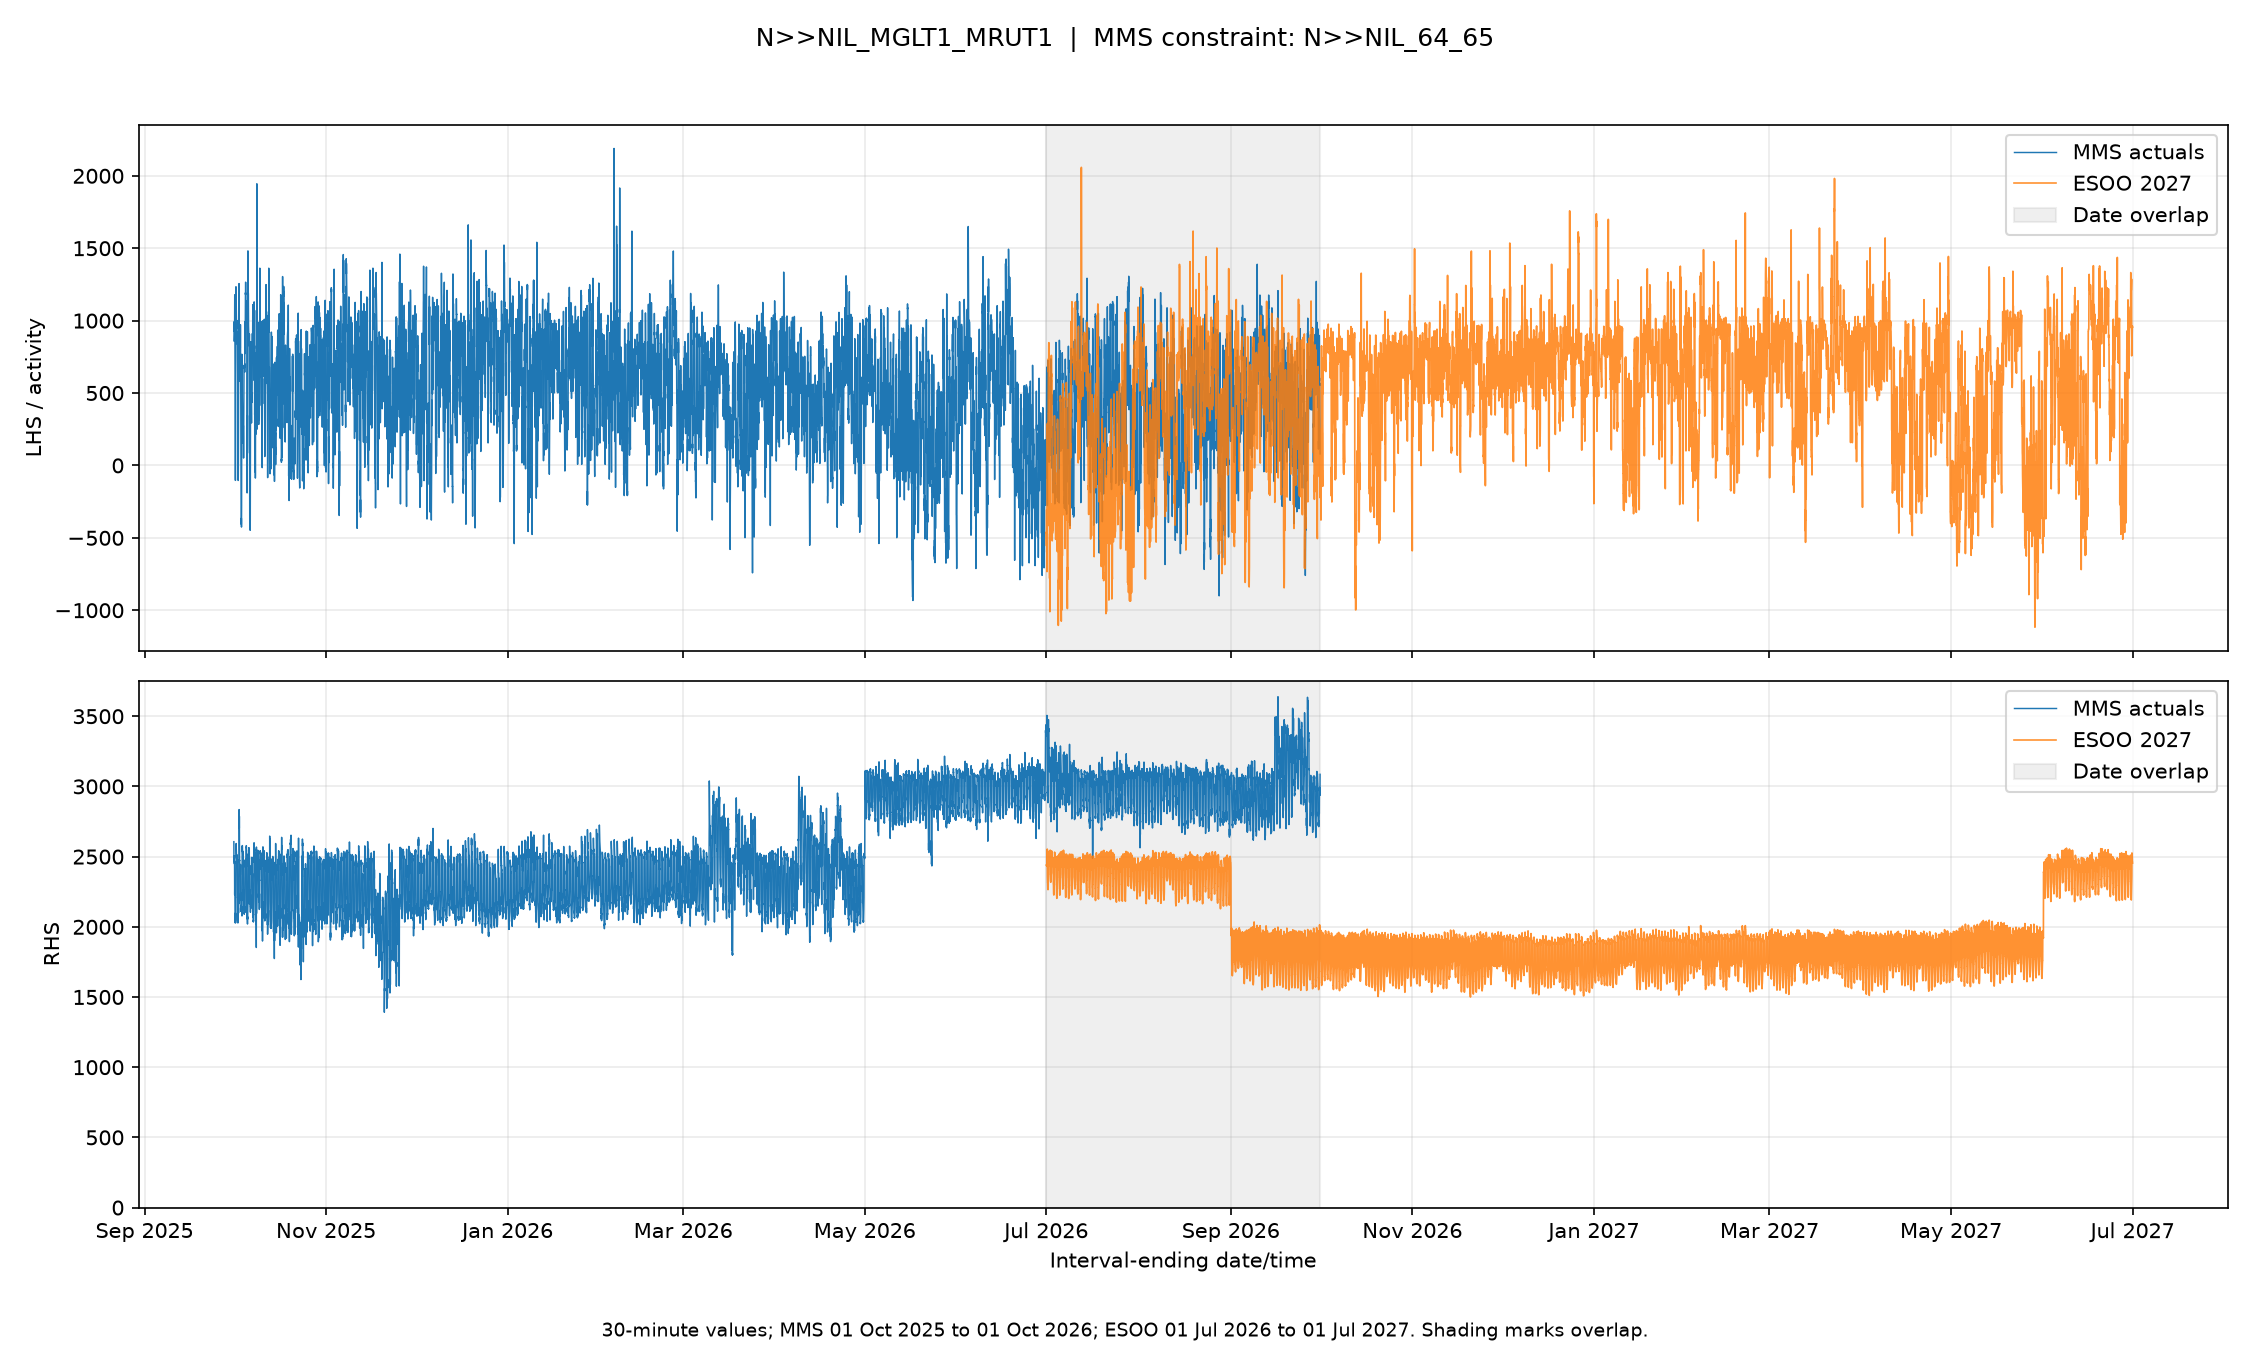 N>>NIL_MGLT1_MRUT1 | MMS constraint: N>>NIL_64_65
LHS / activity
2000
1500
1000
500
0
−500
−1000
MMS actuals
ESOO 2027
Date overlap
RHS
3500
3000
2500
2000
1500
1000
500
0
MMS actuals
ESOO 2027
Date overlap
Sep 2025 Nov 2025 Jan 2026 Mar 2026 May 2026 Jul 2026 Sep 2026 Nov 2026 Jan 2027 Mar 2027 May 2027 Jul 2027
Interval-ending date/time
30-minute values; MMS 01 Oct 2025 to 01 Oct 2026; ESOO 01 Jul 2026 to 01 Jul 2027. Shading marks overlap.